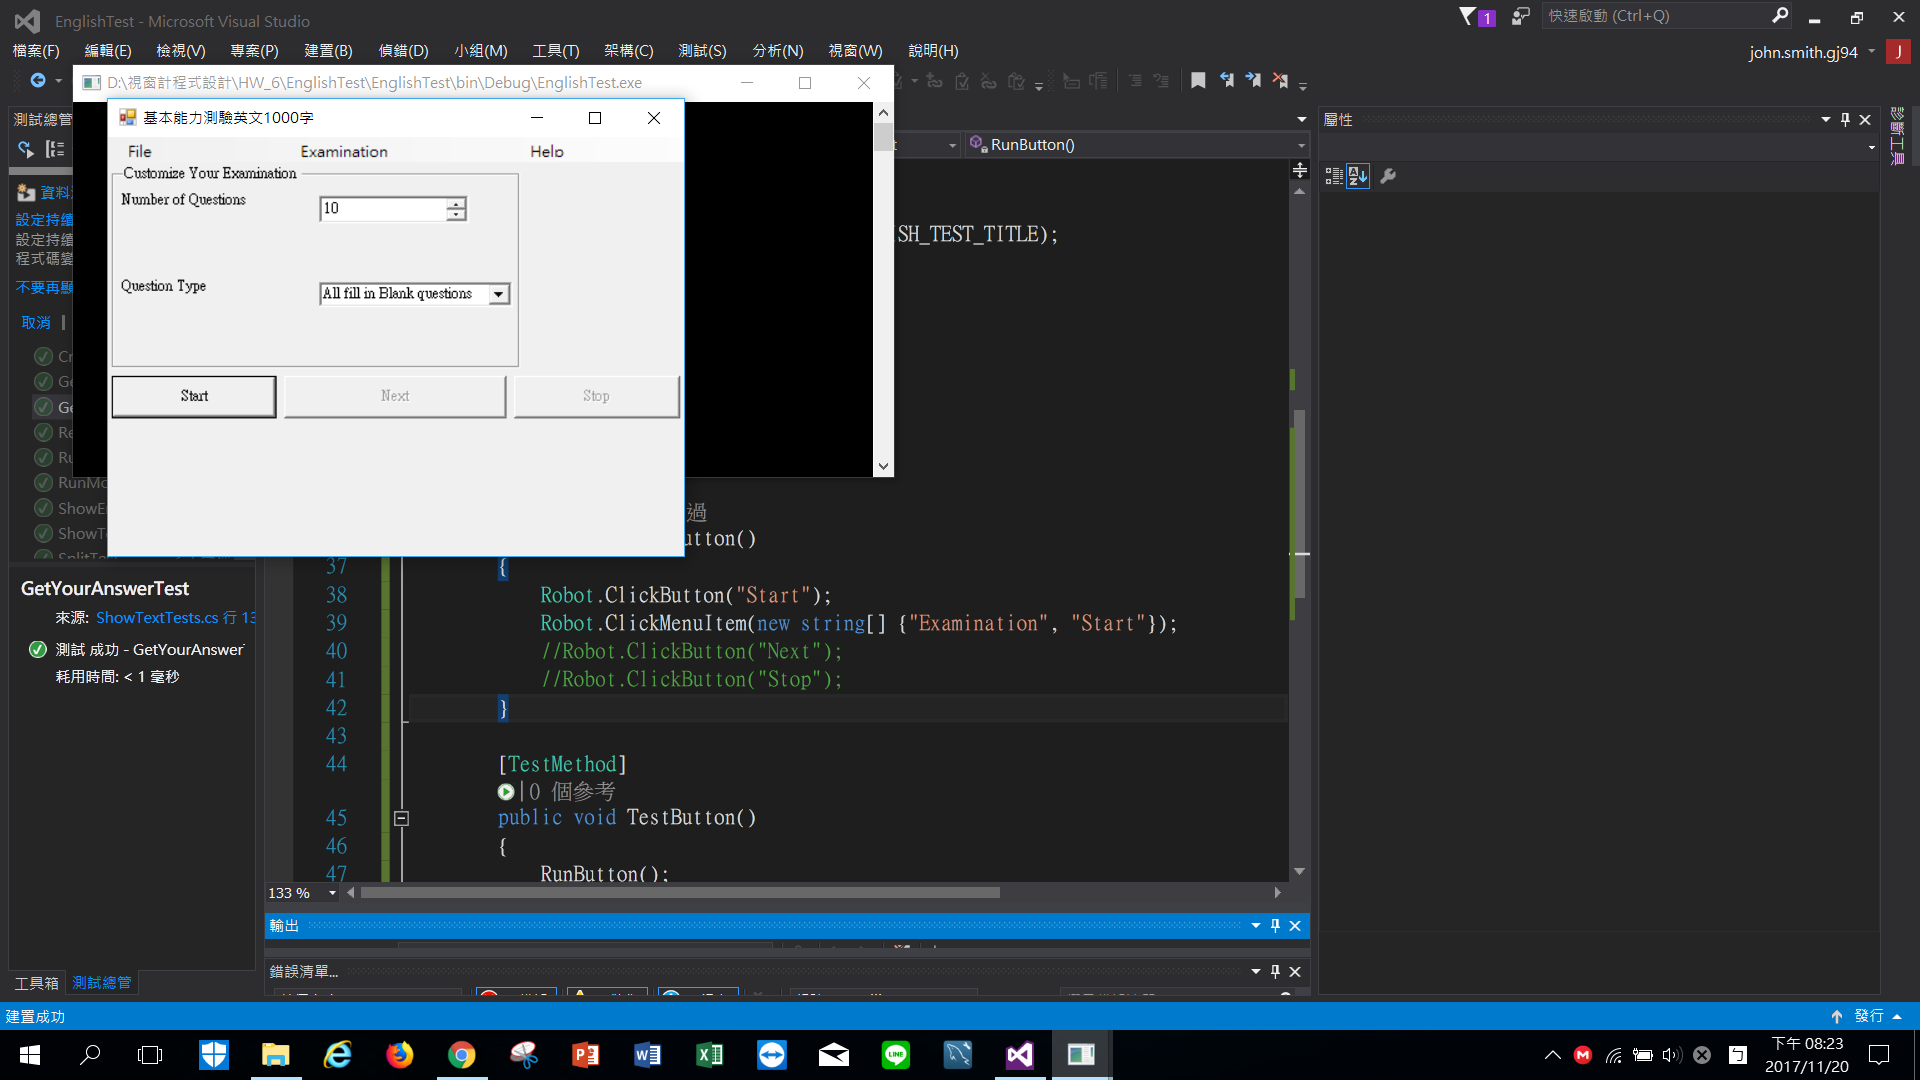 EnglishTest - Microsoft Visual Studio
1
快速啟動 (Ctrl+Q)
檔案(F) 編輯(E) 檢視(V) 專案(P) 建置(B) 偵錯(D) 小組(M) 工具(T) 架構(C) 測試(S) 分析(N) 視窗(W) 說明(H)
john.smith.gj94
J
D:\視窗計程式設計\HW_6\EnglishTest\EnglishTest\bin\Debug\EnglishTest.exe
基本能力測驗英文1000字
File Examination Help
Customize Your Examination
Number of Questions
10
Question Type
All fill in Blank questions
Start Next Stop
測試總管
資料
設定持續
設定持續
程式碼變
不要再顯
取消
Cr
Ge
Ge
Re
Ru
RunMo
ShowE
ShowT
SplitTe
GetYourAnswerTest
來源: ShowTextTests.cs 行 13
測試 成功 - GetYourAnswerT
耗用時間: < 1 毫秒
工具箱 測試總管
t
RunButton()
SH_TEST_TITLE);
過
utton()
37 {
38 Robot.ClickButton("Start");
39 Robot.ClickMenuItem(new string[] {"Examination", "Start"});
40 //Robot.ClickButton("Next");
41 //Robot.ClickButton("Stop");
42 }
43
44 [TestMethod]
|0 個參考
45 public void TestButton()
46 {
47 RunButton();
133 %
輸出
錯誤清單...
屬性
診斷工具
建置成功
發行
下午 08:23
2017/11/20